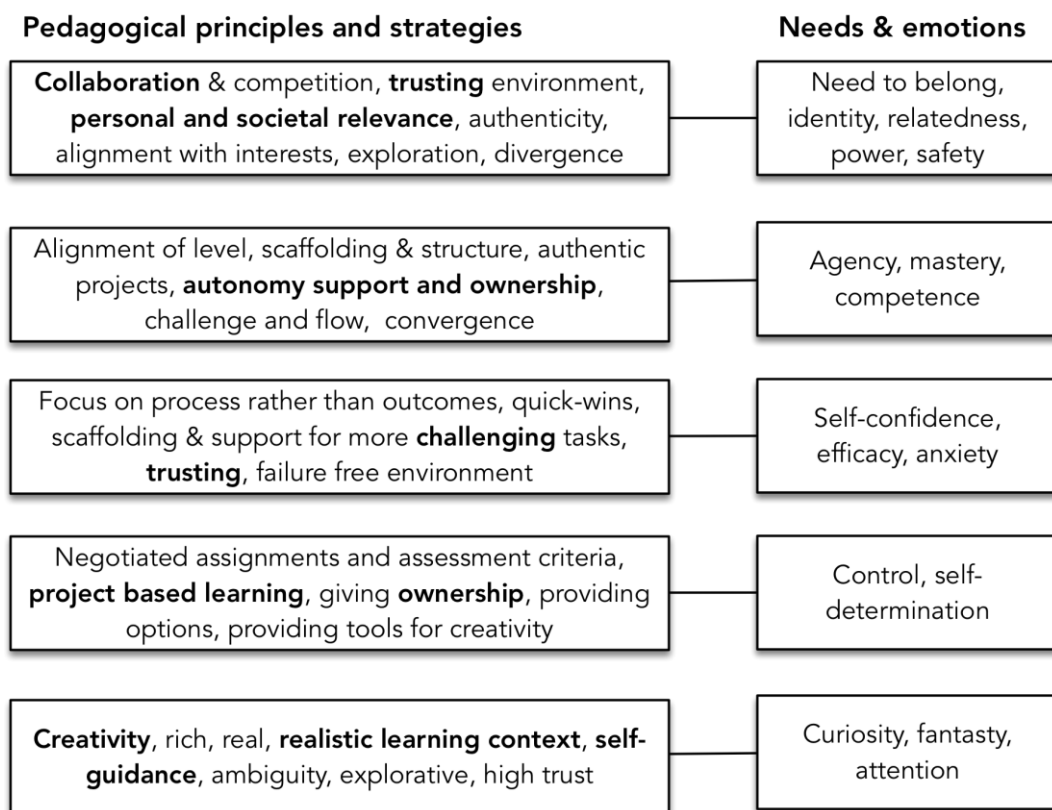 Pedagogical principles and strategies
Needs & emotions
Collaboration & competition, trusting environment,
personal and societal relevance, authenticity,
alignment with interests, exploration, divergence
Need to belong,
identity, relatedness,
power, safety
Alignment of level, scaffolding & structure, authentic
projects, autonomy support and ownership,
challenge and flow, convergence
Agency, mastery,
competence
Focus on process rather than outcomes, quick-wins,
scaffolding & support for more challenging tasks,
trusting, failure free environment
Self-confidence,
efficacy, anxiety
Negotiated assignments and assessment criteria,
project based learning, giving ownership, providing
options, providing tools for creativity
Control, self-
determination
Creativity, rich, real, realistic learning context, self-
guidance, ambiguity, explorative, high trust
Curiosity, fantasty,
attention